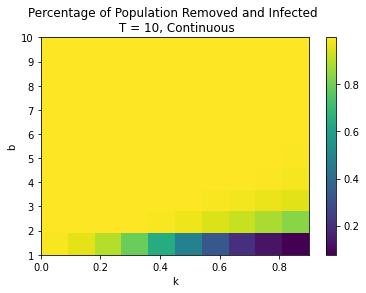 Percentage of Population Removed and Infected
T = 10, Continuous
10
9
8
7
6
5
4
3
2
1
b
0.0 0.2 0.4 0.6 0.8
k
0.8
0.6
0.4
0.2